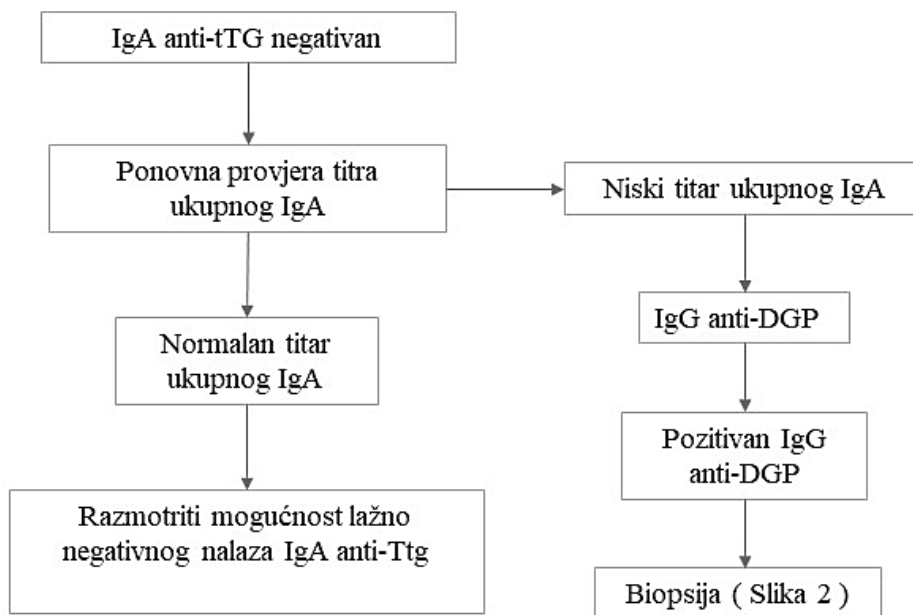 IgA anti-tTG negativan
Ponovna provjera titra
ukupnog IgA
Niski titar ukupnog IgA
Normalan titar
ukupnog IgA
IgG anti-DGP
Pozitivan IgG
anti-DGP
Razmotriti mogućnost lažno
negativnog nalaza IgA anti-Ttg
Biopsija ( Slika 2 )